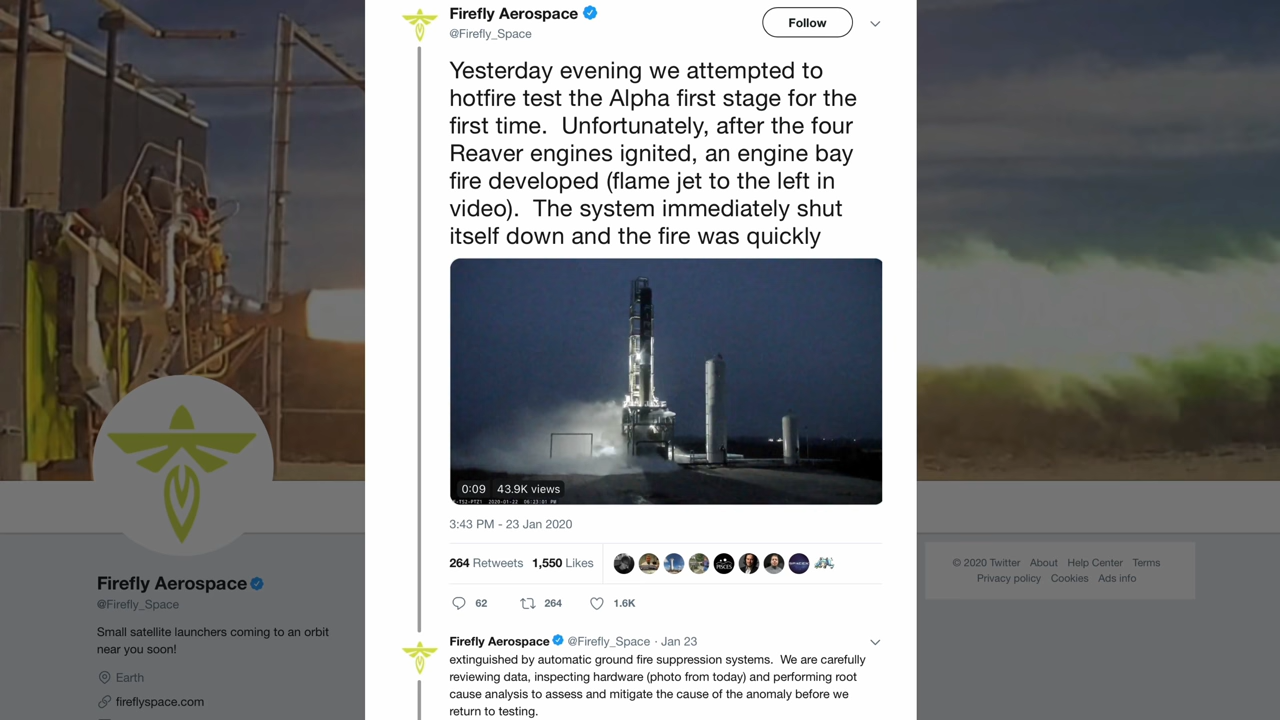 Firefly Aerospace
@Firefly_Space
Follow
Yesterday evening we attempted to
hotfire test the Alpha first stage for the
first time.  Unfortunately, after the four
Reaver engines ignited, an engine bay
fire developed (flame jet to the left in
video).  The system immediately shut
itself down and the fire was quickly
0:09 43.9K views
3:43 PM - 23 Jan 2020
264 Retweets 1,550 Likes
62 264 1.6K
Firefly Aerospace @Firefly_Space · Jan 23
extinguished by automatic ground fire suppression systems.  We are carefully
reviewing data, inspecting hardware (photo from today) and performing root
cause analysis to assess and mitigate the cause of the anomaly before we
return to testing.
Firefly Aerospace
@Firefly_Space
Small satellite launchers coming to an orbit
near you soon!
Earth
fireflyspace.com
© 2020 Twitter About Help Center Terms
Privacy policy Cookies Ads info